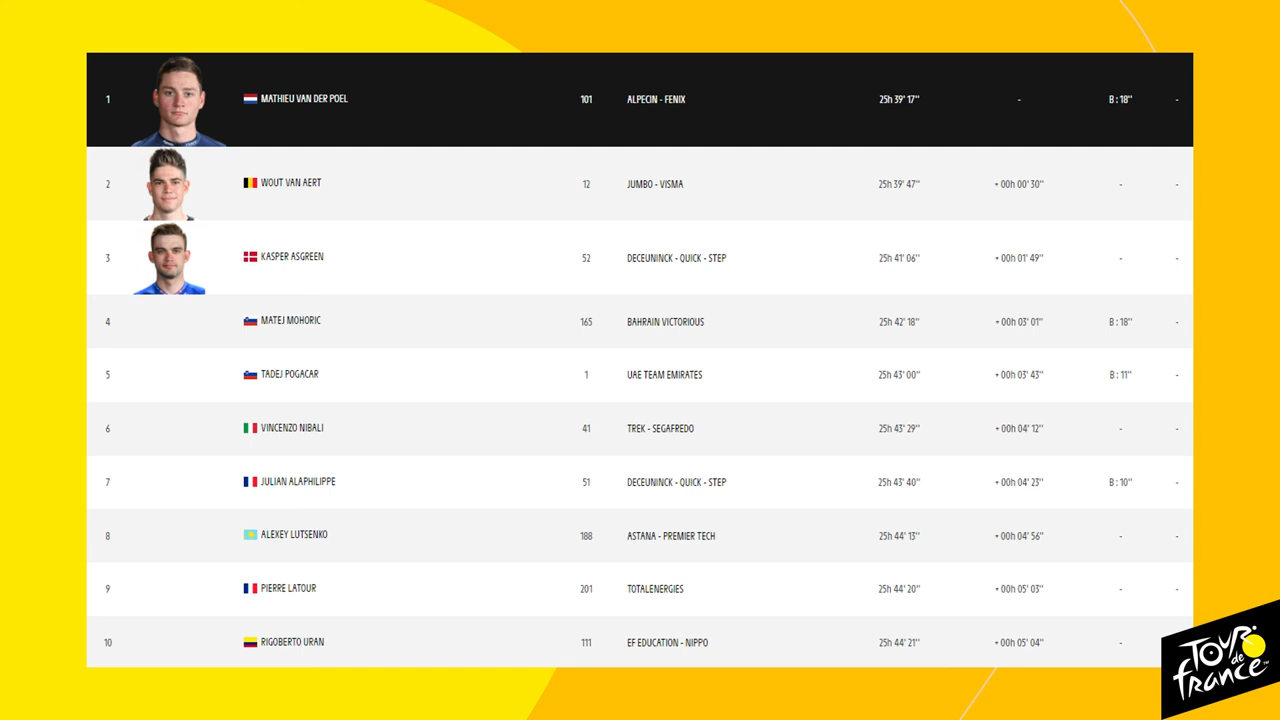 1 MATHIEU VAN DER POEL 101 ALPECIN - FENIX 25h 39' 17'' - B : 18'' -
2 WOUT VAN AERT 12 JUMBO - VISMA 25h 39' 47'' + 00h 00' 30'' - -
3 KASPER ASGREEN 52 DECEUNINCK - QUICK - STEP 25h 41' 06'' + 00h 01' 49'' - -
4 MATEJ MOHORIC 165 BAHRAIN VICTORIOUS 25h 42' 18'' + 00h 03' 01'' B : 18'' -
5 TADEJ POGACAR 1 UAE TEAM EMIRATES 25h 43' 00'' + 00h 03' 43'' B : 11'' -
6 VINCENZO NIBALI 41 TREK - SEGAFREDO 25h 43' 29'' + 00h 04' 12'' - -
7 JULIAN ALAPHILIPPE 51 DECEUNINCK - QUICK - STEP 25h 43' 40'' + 00h 04' 23'' B : 10'' -
8 ALEXEY LUTSENKO 188 ASTANA - PREMIER TECH 25h 44' 13'' + 00h 04' 56'' - -
9 PIERRE LATOUR 201 TOTALENERGIES 25h 44' 20'' + 00h 05' 03'' - -
10 RIGOBERTO URAN 111 EF EDUCATION - NIPPO 25h 44' 21'' + 00h 05' 04'' -
TOUR
de
france